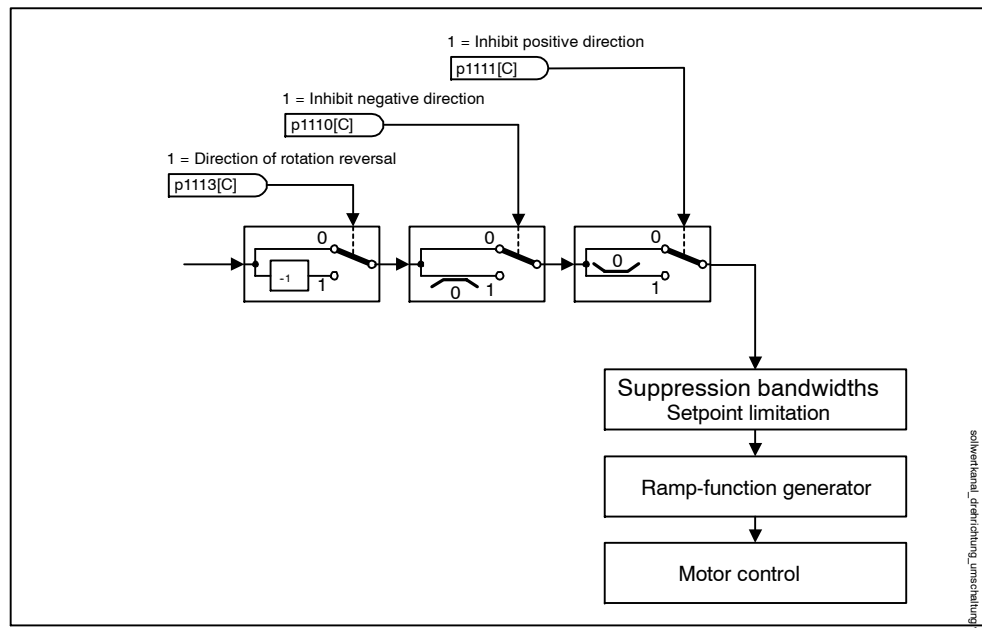 1 = Inhibit positive direction
p1111[C]
1 = Inhibit negative direction
p1110[C]
1 = Direction of rotation reversal
p1113[C]
0
-1
1
0
0
1
0
0
1
Suppression bandwidths
Setpoint limitation
Ramp-function generator
Motor control